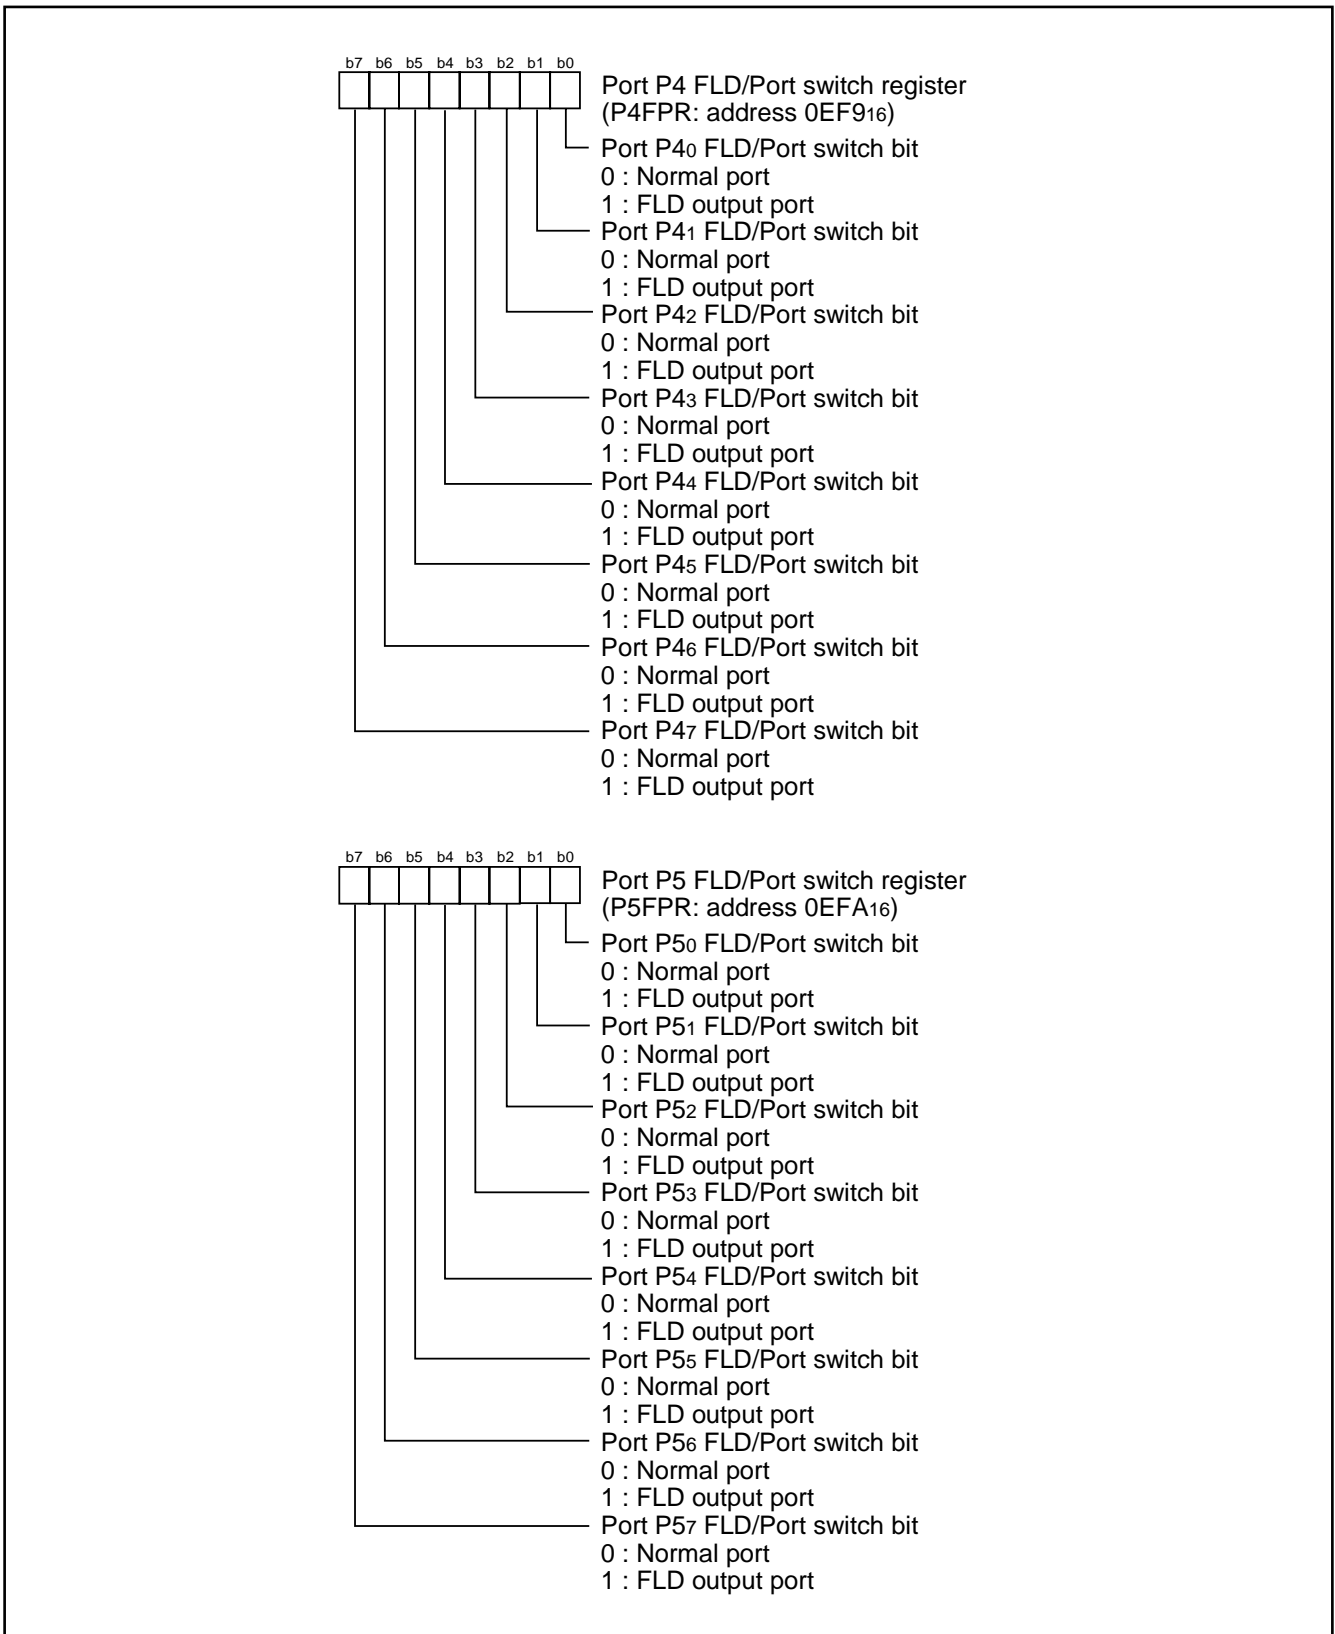 b7 b6 b5 b4 b3 b2 b1 b0
Port P4 FLD/Port switch register
(P4FPR: address 0EF916)
Port P40 FLD/Port switch bit
0 : Normal port
1 : FLD output port
Port P41 FLD/Port switch bit
0 : Normal port
1 : FLD output port
Port P42 FLD/Port switch bit
0 : Normal port
1 : FLD output port
Port P43 FLD/Port switch bit
0 : Normal port
1 : FLD output port
Port P44 FLD/Port switch bit
0 : Normal port
1 : FLD output port
Port P45 FLD/Port switch bit
0 : Normal port
1 : FLD output port
Port P46 FLD/Port switch bit
0 : Normal port
1 : FLD output port
Port P47 FLD/Port switch bit
0 : Normal port
1 : FLD output port
b7 b6 b5 b4 b3 b2 b1 b0
Port P5 FLD/Port switch register
(P5FPR: address 0EFA16)
Port P50 FLD/Port switch bit
0 : Normal port
1 : FLD output port
Port P51 FLD/Port switch bit
0 : Normal port
1 : FLD output port
Port P52 FLD/Port switch bit
0 : Normal port
1 : FLD output port
Port P53 FLD/Port switch bit
0 : Normal port
1 : FLD output port
Port P54 FLD/Port switch bit
0 : Normal port
1 : FLD output port
Port P55 FLD/Port switch bit
0 : Normal port
1 : FLD output port
Port P56 FLD/Port switch bit
0 : Normal port
1 : FLD output port
Port P57 FLD/Port switch bit
0 : Normal port
1 : FLD output port